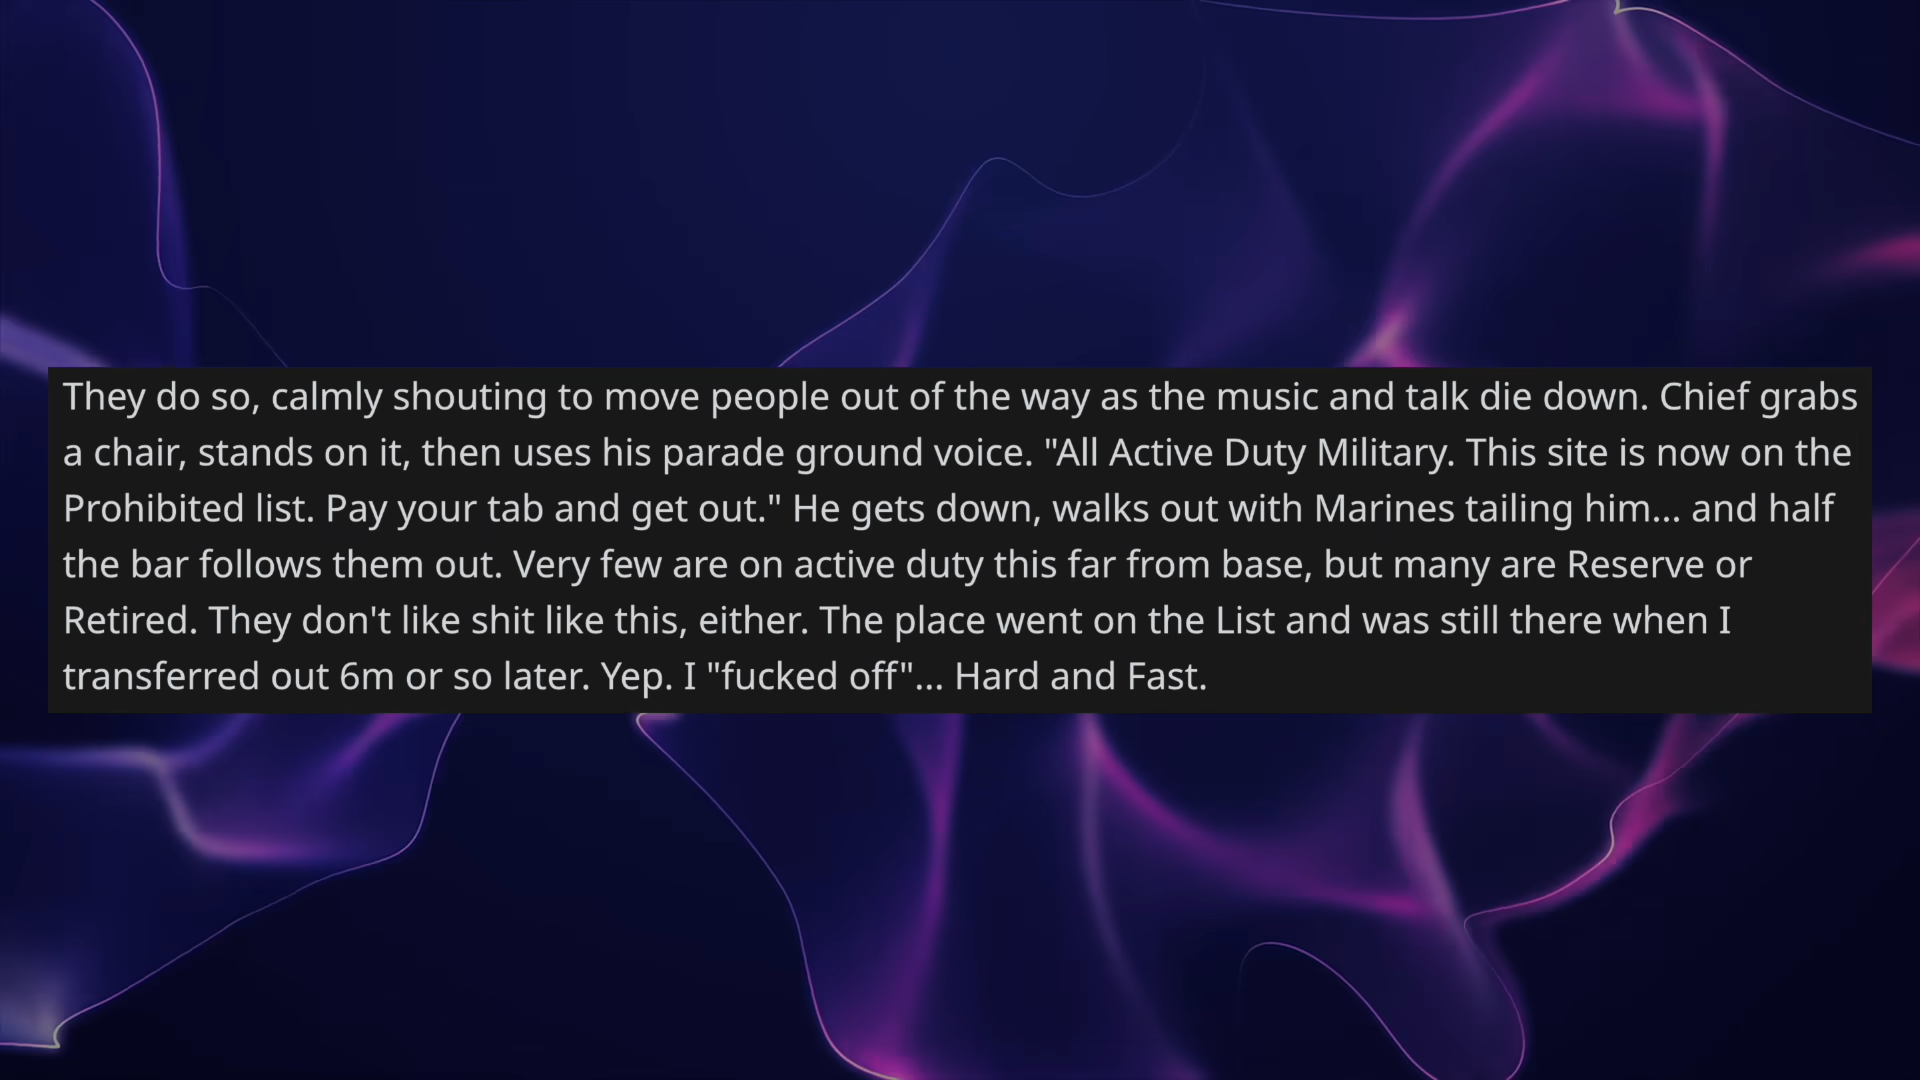 They do so, calmly shouting to move people out of the way as the music and talk die down. Chief grabs
a chair, stands on it, then uses his parade ground voice. "All Active Duty Military. This site is now on the
Prohibited list. Pay your tab and get out." He gets down, walks out with Marines tailing him... and half
the bar follows them out. Very few are on active duty this far from base, but many are Reserve or
Retired. They don't like shit like this, either. The place went on the List and was still there when I
transferred out 6m or so later. Yep. I "fucked off"... Hard and Fast.